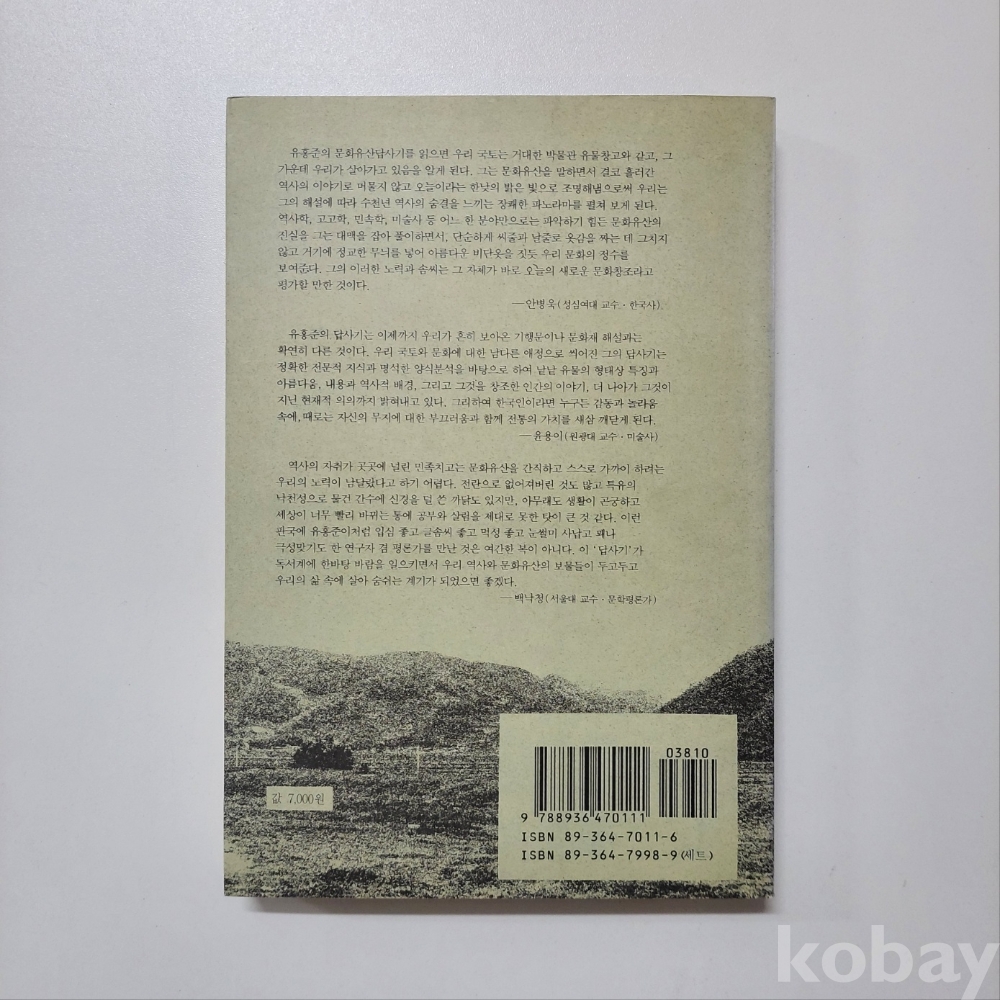 유홍준의 문화유산답사기를 읽으면 우리 국토는 거대한 박물관 유물창고와 같고, 그
가운데 우리가 살아가고 있음을 알게 된다. 그는 문화유산을 말하면서 결코 흘러간
역사의 이야기로 머물지 않고 오늘이라는 한낮의 밝은 빛으로 조명해냄으로써 우리는
그의 해설에 따라 수천년 역사의 숨결을 느끼는 장쾌한 파노라마를 펼쳐 보게 된다.
역사학, 고고학, 민속학, 미술사 등 어느 한 분야만으로는 파악하기 힘든 문화유산의
진실을 그는 대맥을 잡아 풀이하면서, 단순하게 씨줄과 날줄로 옷감을 짜는 데 그치지
않고 거기에 정교한 무늬를 넣어 아름다운 비단옷을 짓듯 우리 문화의 정수를
보여준다. 그의 이러한 노력과 솜씨는 그 자체가 바로 오늘의 새로운 문화창조라고
평가할 만한 것이다.
—안병욱(성심여대 교수·한국사)
유홍준의 답사기는 이제까지 우리가 흔히 보아온 기행문이나 문화재 해설과는
확연히 다른 것이다. 우리 국토와 문화에 대한 남다른 애정으로 씌어진 그의 답사기는
정확한 전문적 지식과 명석한 양식분석을 바탕으로 하여 낱낱 유물의 형태상 특징과
아름다움, 내용과 역사적 배경, 그리고 그것을 창조한 인간의 이야기, 더 나아가 그것이
지닌 현재적 의의까지 밝혀내고 있다. 그리하여 한국인이라면 누구든 감동과 놀라움
속에, 때로는 자신의 무지에 대한 부끄러움과 함께 전통의 가치를 새삼 깨닫게 된다.
—윤용이(원광대 교수·미술사)
역사의 자취가 곳곳에 널린 민족치고는 문화유산을 간직하고 스스로 가까이 하려는
우리의 노력이 남달랐다고 하기 어렵다. 전란으로 없어져버린 것도 많고 특유의
낙천성으로 물건 간수에 신경을 덜 쓴 까닭도 있지만, 아무래도 생활이 곤궁하고
세상이 너무 빨리 바뀌는 통에 공부와 살림을 제대로 못한 탓이 큰 것 같다. 이런
판국에 유홍준이처럼 입심 좋고 글솜씨 좋고 먹성 좋고 눈썰미 사납고 꽤나
극성맞기도 한 연구자 겸 평론가를 만난 것은 여간한 복이 아니다. 이 '답사기'가
독서계에 한바탕 바람을 일으키면서 우리 역사와 문화유산의 보물들이 두고두고
우리의 삶 속에 살아 숨쉬는 계기가 되었으면 좋겠다.
—백낙청(서울대 교수·문학평론가)
값 7,000원
03810
9 788936 470111
ISBN 89-364-7011-6
ISBN 89-364-7998-9(세트)
kobay